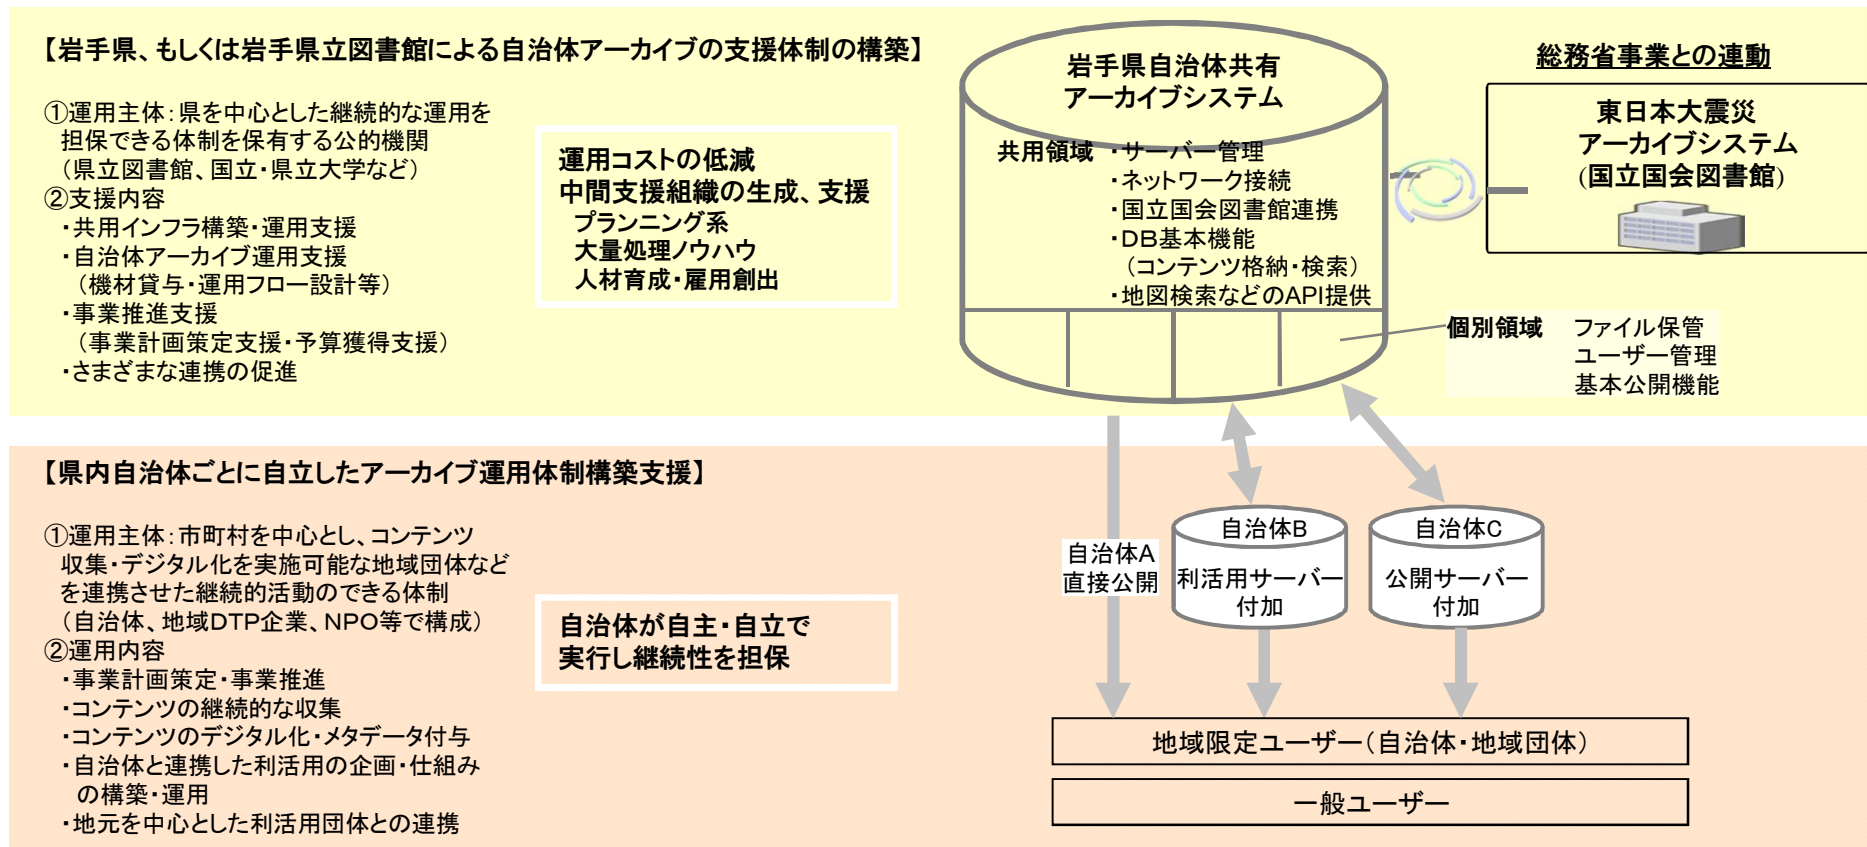 【岩手県、もしくは岩手県立図書館による自治体アーカイブの支援体制の構築】
①運用主体：県を中心とした継続的な運用を
担保できる体制を保有する公的機関
（県立図書館、国立・県立大学など）
②支援内容
・共用インフラ構築・運用支援
・自治体アーカイブ運用支援
（機材貸与・運用フロー設計等）
・事業推進支援
（事業計画策定支援・予算獲得支援）
・さまざまな連携の促進
運用コストの低減
中間支援組織の生成、支援
プランニング系
大量処理ノウハウ
人材育成・雇用創出
岩手県自治体共有
アーカイブシステム
共用領域 ・サーバー管理
・ネットワーク接続
・国立国会図書館連携
・DB基本機能
（コンテンツ格納・検索）
・地図検索などのAPI提供
総務省事業との連動
東日本大震災
アーカイブシステム
(国立国会図書館)
個別領域 ファイル保管
ユーザー管理
基本公開機能
【県内自治体ごとに自立したアーカイブ運用体制構築支援】
①運用主体：市町村を中心とし、コンテンツ
収集・デジタル化を実施可能な地域団体など
を連携させた継続的活動のできる体制
（自治体、地域DTP企業、NPO等で構成）
②運用内容
・事業計画策定・事業推進
・コンテンツの継続的な収集
・コンテンツのデジタル化・メタデータ付与
・自治体と連携した利活用の企画・仕組み
の構築・運用
・地元を中心とした利活用団体との連携
自治体が自主・自立で
実行し継続性を担保
自治体A
直接公開
自治体B
利活用サーバー
付加
自治体C
公開サーバー
付加
地域限定ユーザー（自治体・地域団体）
一般ユーザー